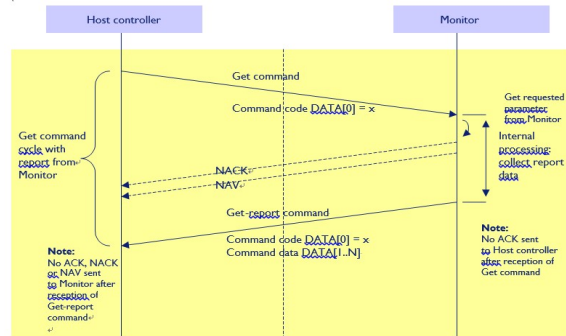 Host controller
Monitor
Get command
Command code DATA[0] = x
Get requested
parameter
from Monitor
Get command
cycle with
report from
Monitor
Internal
processing:
collect report
data
NACK
NAV
Get-report command
Command code DATA[0] = x
Command data DATA[1..N]
Note:
No ACK sent
to Host controller
after reception of
Get command
Note:
No ACK, NACK
or NAV sent
to Monitor after
reception of
Get-report
command